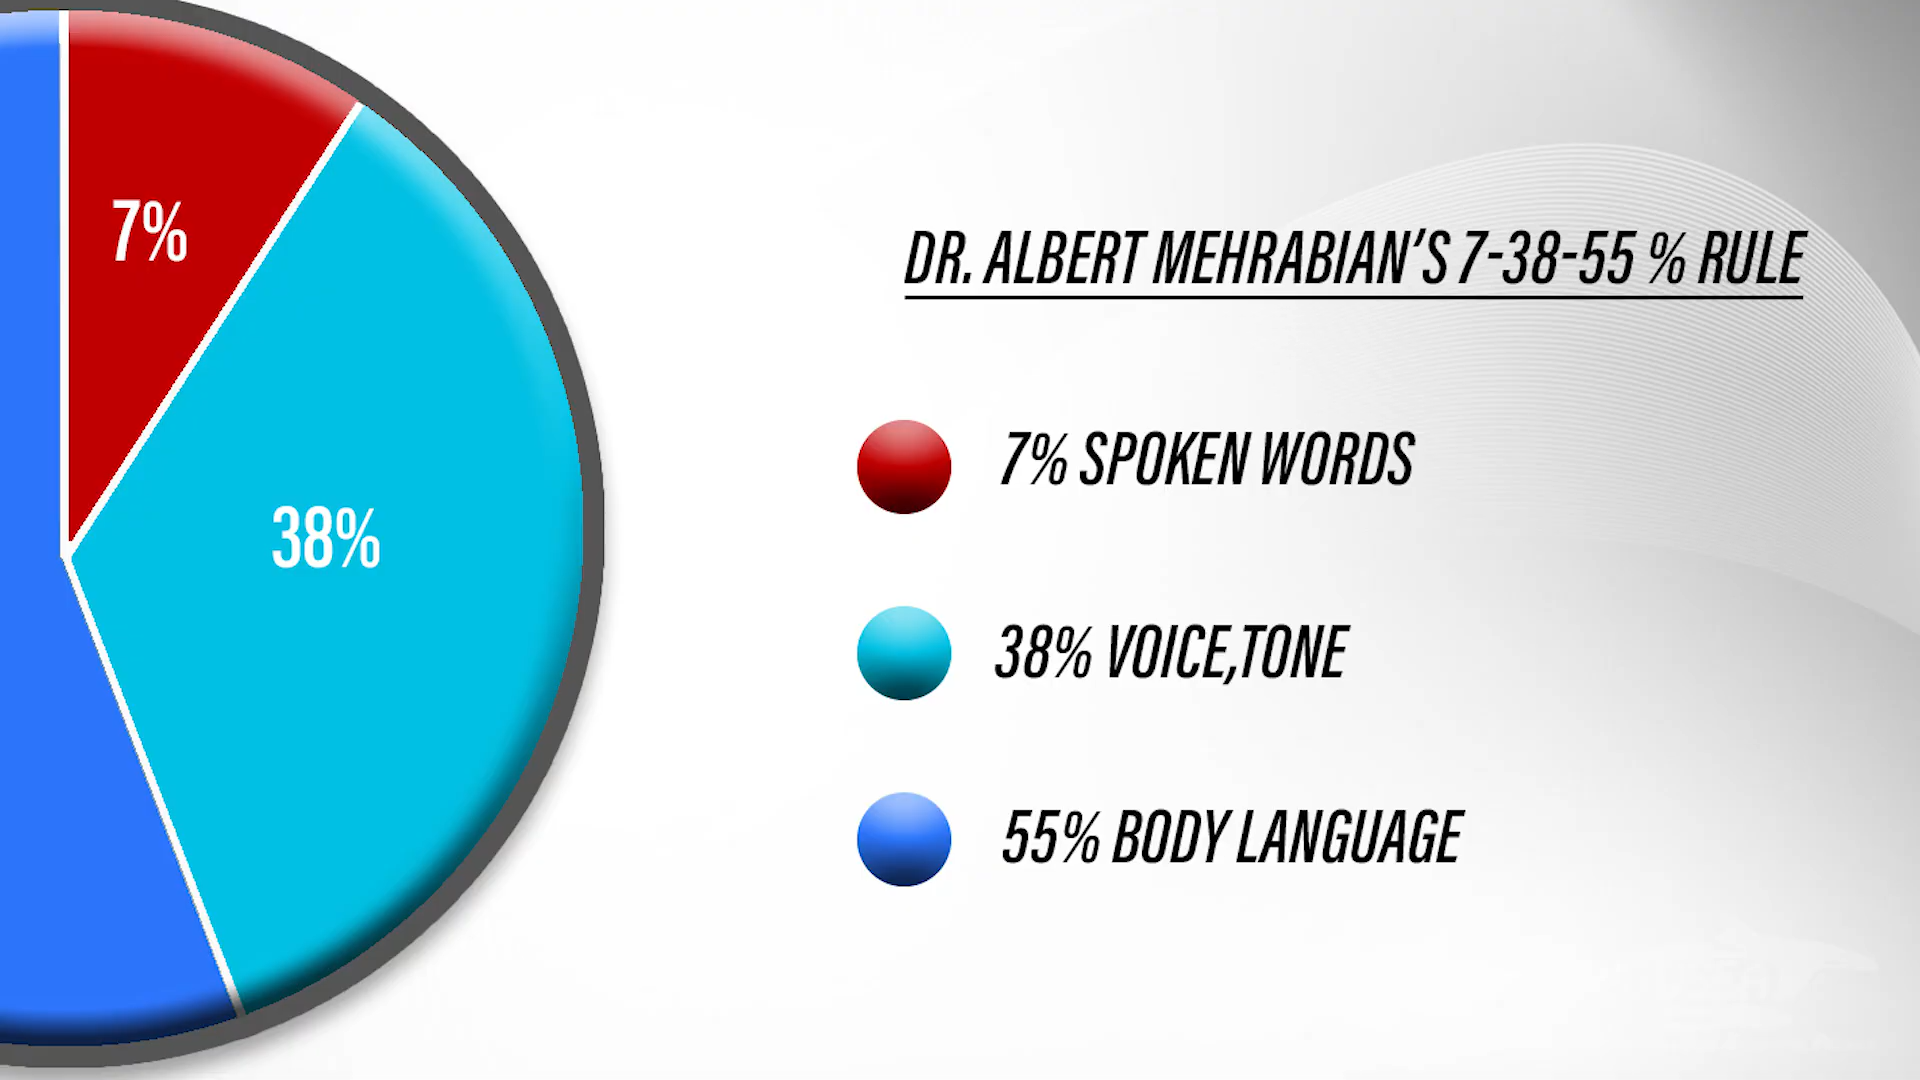 7%
38%
DR. ALBERT MEHRABIAN'S 7-38-55 % RULE
7% SPOKEN WORDS
38% VOICE,TONE
55% BODY LANGUAGE